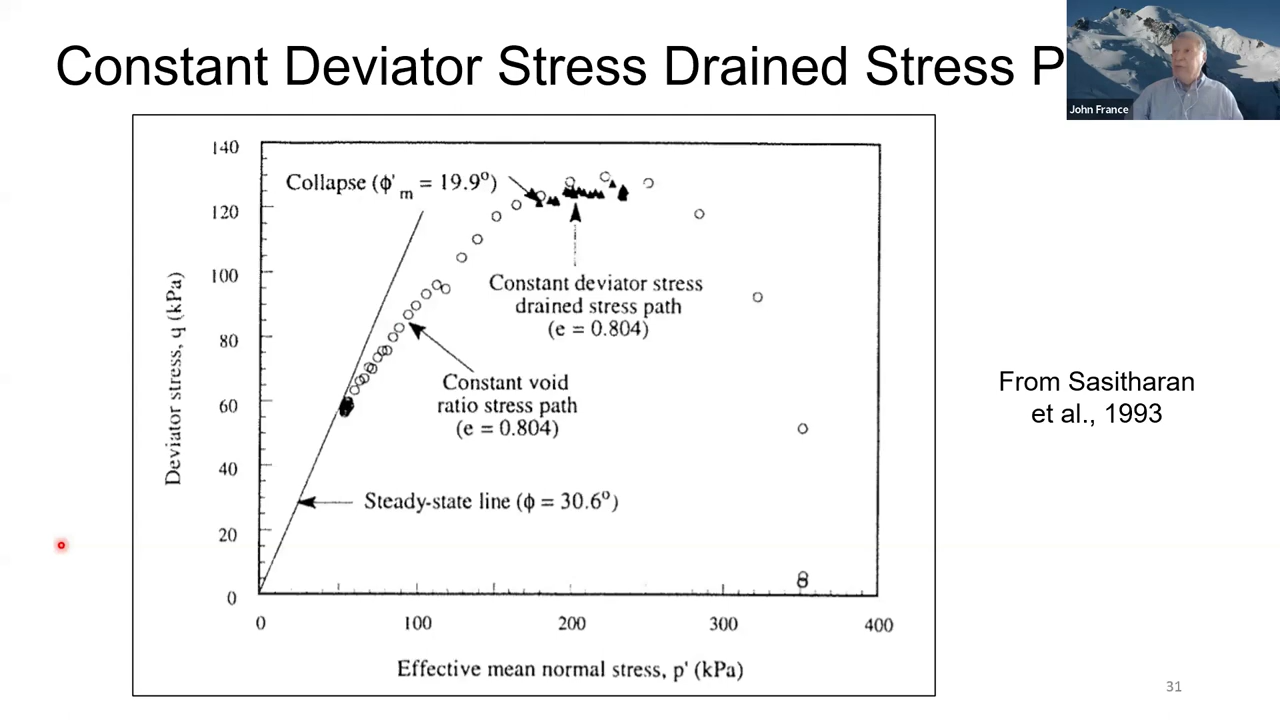 Constant Deviator Stress Drained Stress P
John France
140
120
100
80
60
40
20
0
Deviator stress, q (kPa)
Collapse (ϕ'm = 19.9°)
Constant deviator stress
drained stress path
(e = 0.804)
Constant void
ratio stress path
(e = 0.804)
Steady-state line (ϕ = 30.6°)
0 100 200 300 400
Effective mean normal stress, p' (kPa)
From Sasitharan
et al., 1993
31